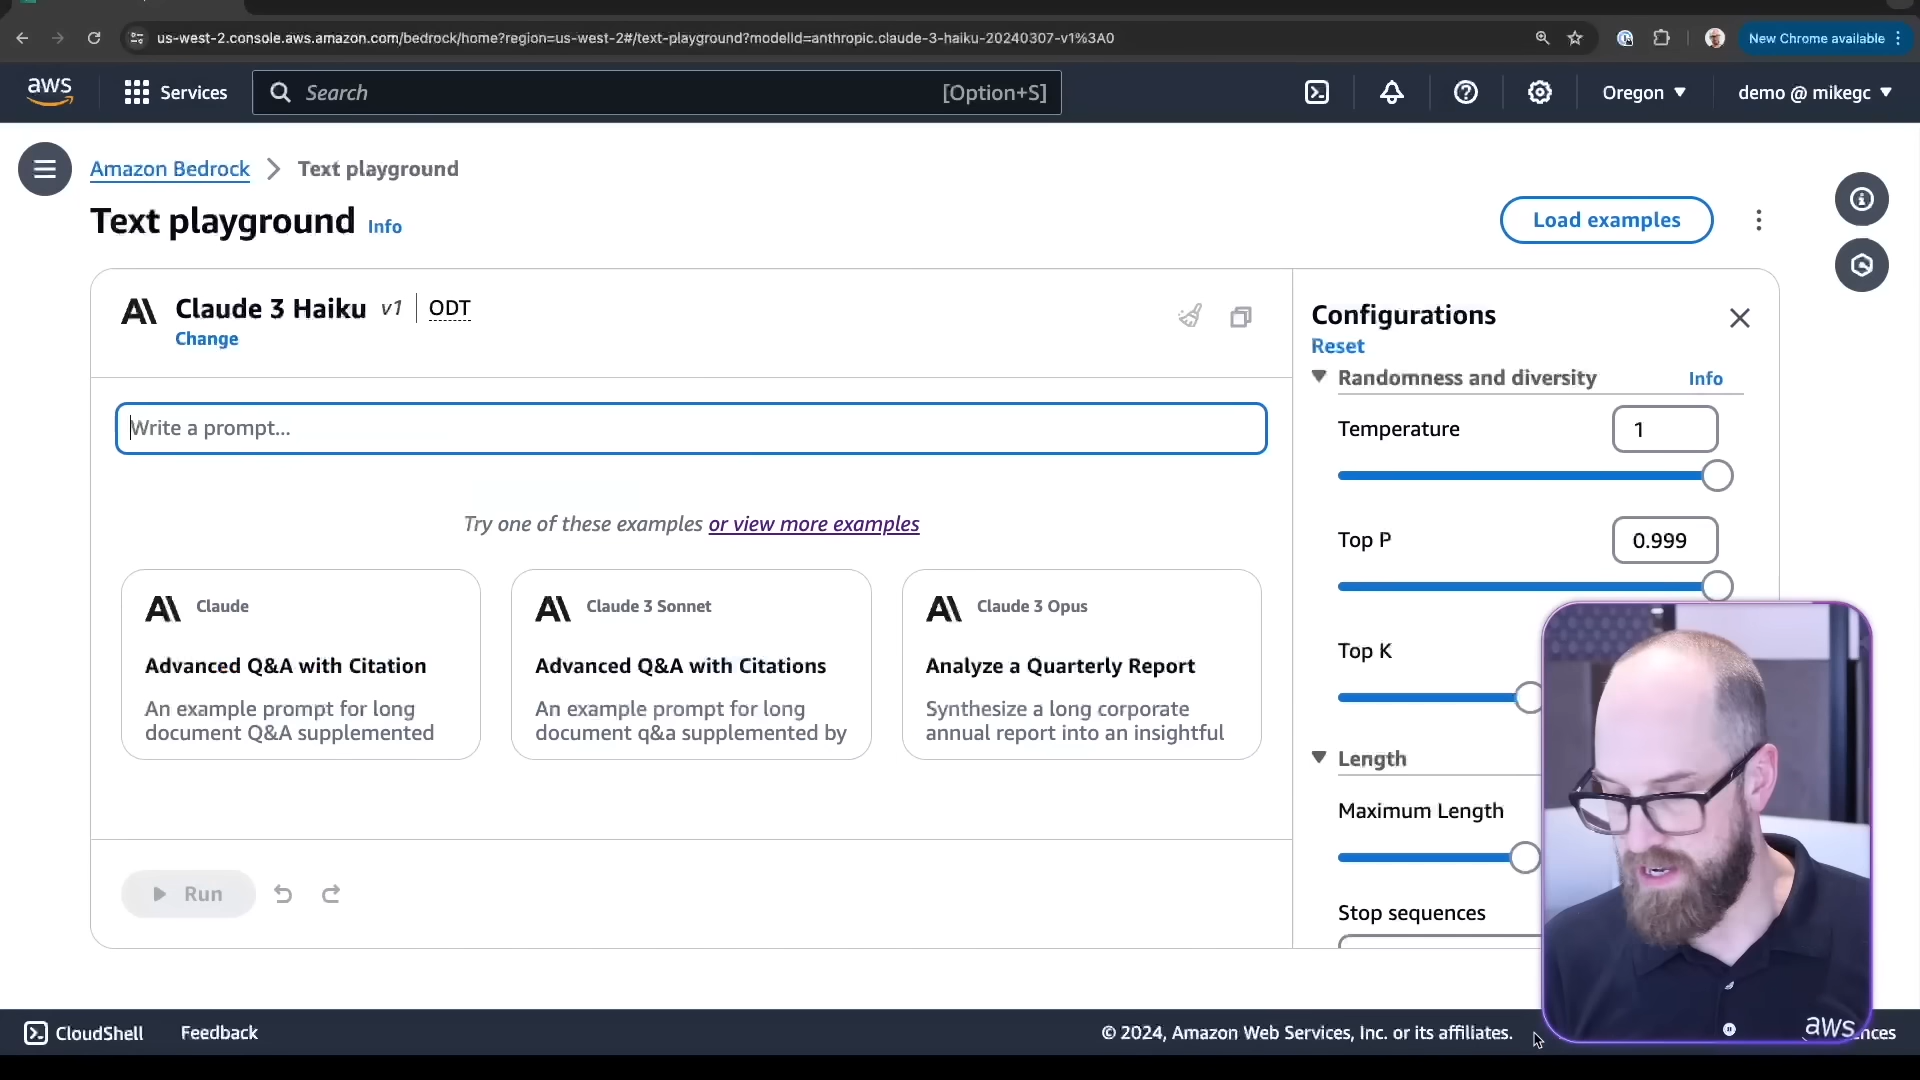 us-west-2.console.aws.amazon.com/bedrock/home?region=us-west-2#/text-playground?modelId=anthropic.claude-3-haiku-20240307-v1%3A0
New Chrome available
aws
Services
Search
[Option+S]
Oregon
demo @ mikegc
Amazon Bedrock
Text playground
Text playground
Info
Load examples
Claude 3 Haiku v1 | ODT
Change
Configurations
Reset
Randomness and diversity
Info
Write a prompt...
Temperature
1
Try one of these examples or view more examples
Top P
0.999
Claude
Advanced Q&A with Citation
An example prompt for long
document Q&A supplemented
Claude 3 Sonnet
Advanced Q&A with Citations
An example prompt for long
document q&a supplemented by
Claude 3 Opus
Analyze a Quarterly Report
Synthesize a long corporate
annual report into an insightful
Top K
Length
Maximum Length
Stop sequences
Run
CloudShell
Feedback
© 2024, Amazon Web Services, Inc. or its affiliates.
aws